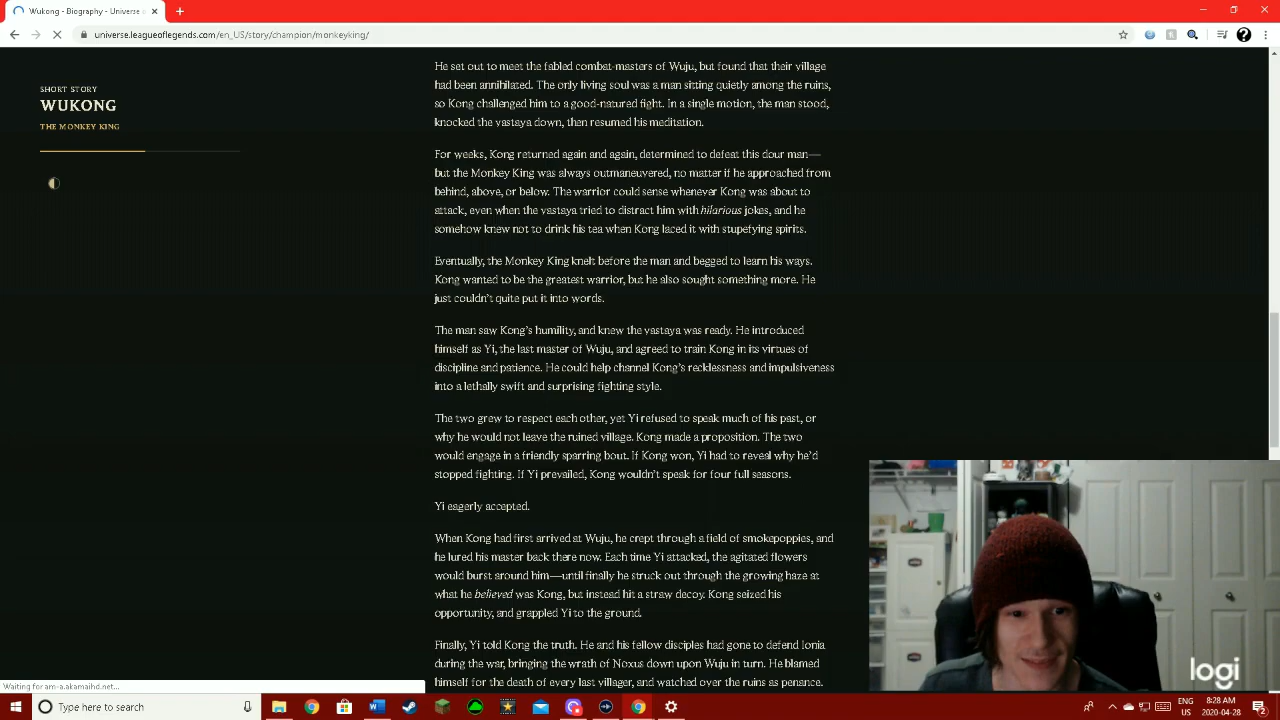 Wukong - Biography - Universe
universe.leagueoflegends.com/en_US/story/champion/monkeyking/
SHORT STORY
WUKONG
THE MONKEY KING
He set out to meet the fabled combat-masters of Wuju, but found that their village
had been annihilated. The only living soul was a man sitting quietly among the ruins,
so Kong challenged him to a good-natured fight. In a single motion, the man stood,
knocked the vastaya down, then resumed his meditation.
For weeks, Kong returned again and again, determined to defeat this dour man—
but the Monkey King was always outmaneuvered, no matter if he approached from
behind, above, or below. The warrior could sense whenever Kong was about to
attack, even when the vastaya tried to distract him with hilarious jokes, and he
somehow knew not to drink his tea when Kong laced it with stupefying spirits.
Eventually, the Monkey King knelt before the man and begged to learn his ways.
Kong wanted to be the greatest warrior, but he also sought something more. He
just couldn't quite put it into words.
The man saw Kong's humility, and knew the vastaya was ready. He introduced
himself as Yi, the last master of Wuju, and agreed to train Kong in its virtues of
discipline and patience. He could help channel Kong's recklessness and impulsiveness
into a lethally swift and surprising fighting style.
The two grew to respect each other, yet Yi refused to speak much of his past, or
why he would not leave the ruined village. Kong made a proposition. The two
would engage in a friendly sparring bout. If Kong won, Yi had to reveal why he'd
stopped fighting. If Yi prevailed, Kong wouldn't speak for four full seasons.
Yi eagerly accepted.
When Kong had first arrived at Wuju, he crept through a field of smokepoppies, and
he lured his master back there now. Each time Yi attacked, the agitated flowers
would burst around him—until finally he struck out through the growing haze at
what he believed was Kong, but instead hit a straw decoy. Kong seized his
opportunity, and grappled Yi to the ground.
Finally, Yi told Kong the truth. He and his fellow disciples had gone to defend Ionia
during the war, bringing the wrath of Noxus down upon Wuju in turn. He blamed
himself for the death of every last villager, and watched over the ruins as penance.
logi
Waiting for am-a.akamaihd.net...
Type here to search
ENG
US
8:28 AM
2020-04-28
2